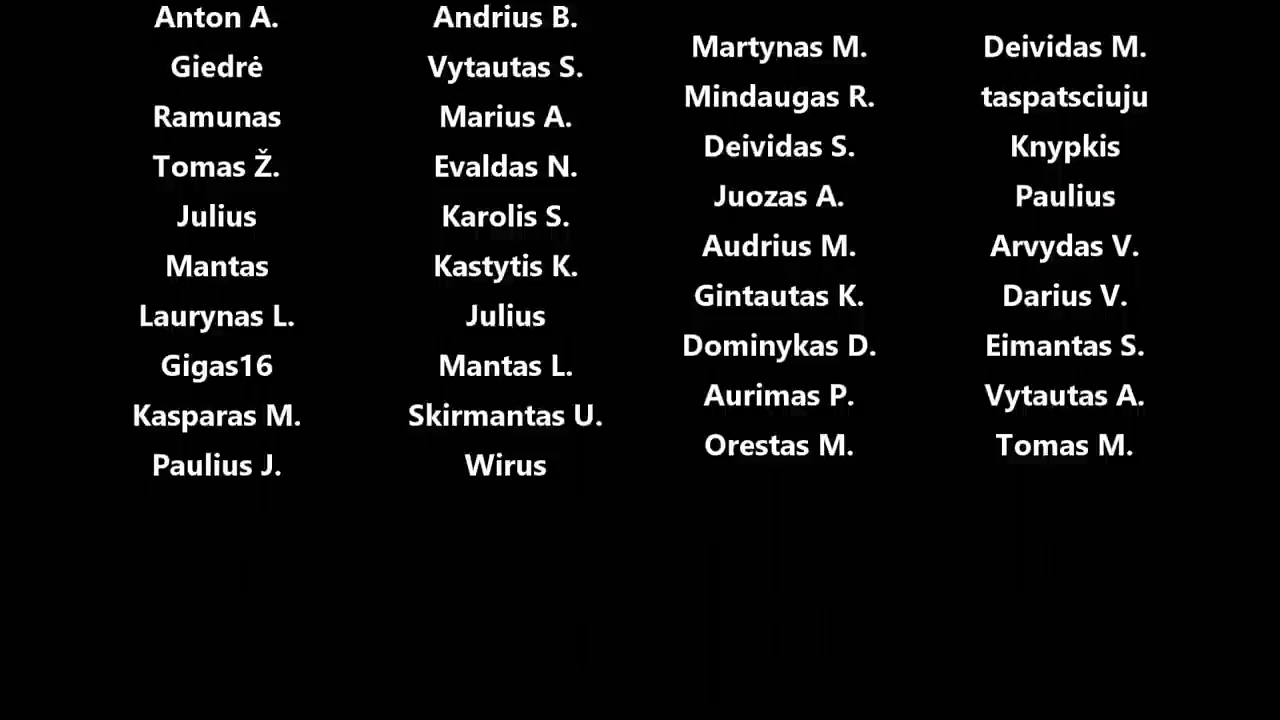 Anton A.
Giedrė
Ramunas
Tomas Ž.
Julius
Mantas
Laurynas L.
Gigas16
Kasparas M.
Paulius J.
Andrius B.
Vytautas S.
Marius A.
Evaldas N.
Karolis S.
Kastytis K.
Julius
Mantas L.
Skirmantas U.
Wirus
Martynas M.
Mindaugas R.
Deividas S.
Juozas A.
Audrius M.
Gintautas K.
Dominykas D.
Aurimas P.
Orestas M.
Deividas M.
taspatsciuju
Knypkis
Paulius
Arvydas V.
Darius V.
Eimantas S.
Vytautas A.
Tomas M.